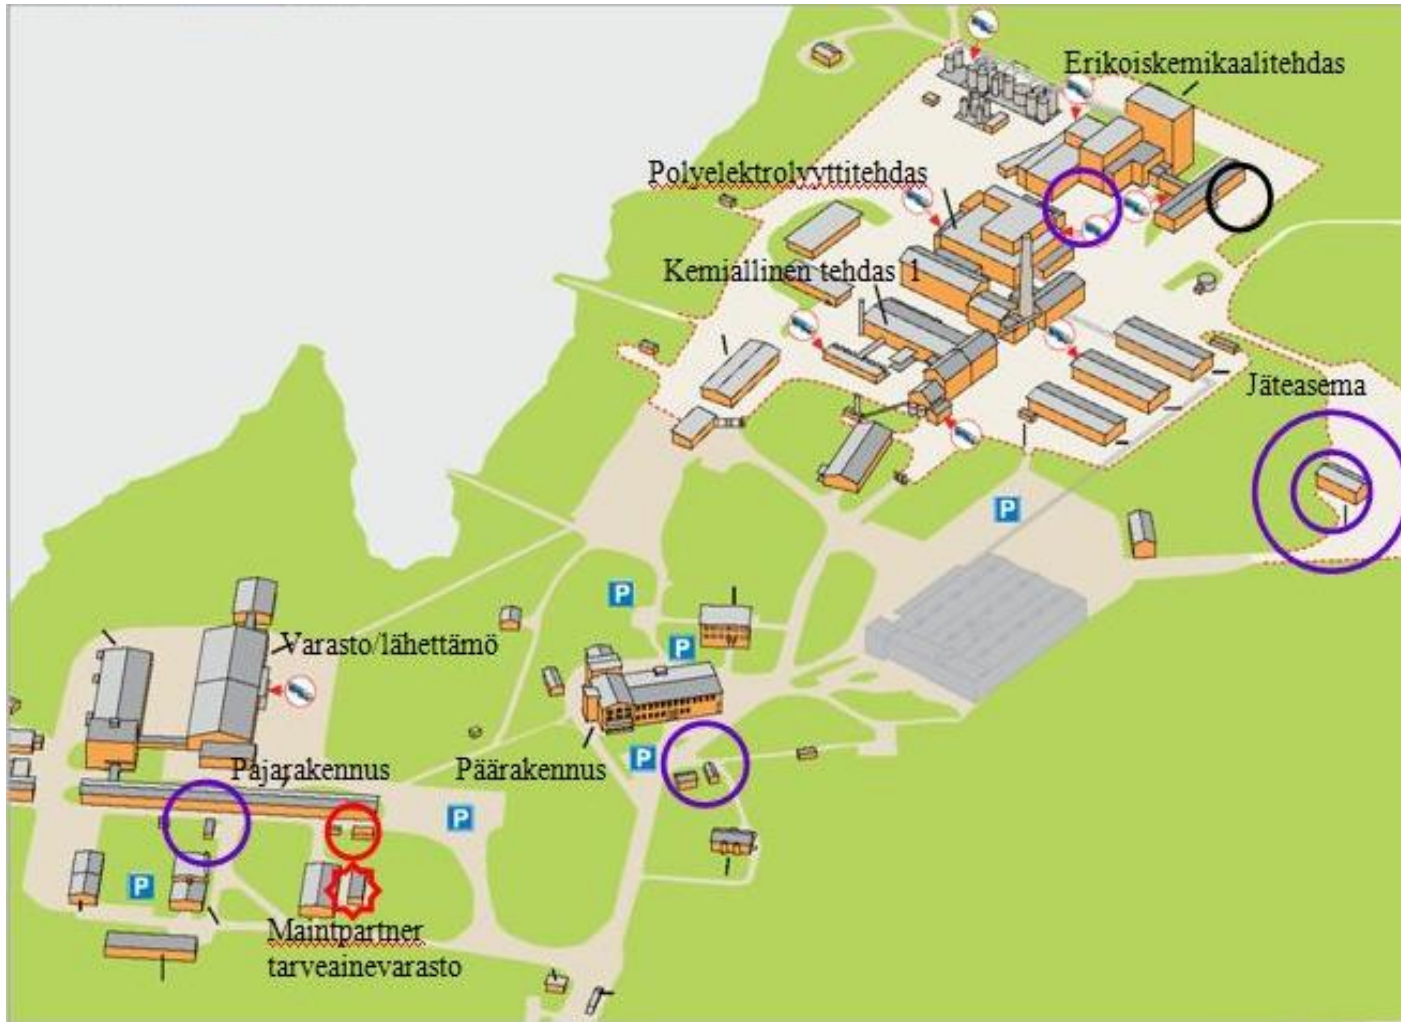 Erikoiskemikaalitehdas
Polyelektrolyyttitehdas
Kemiallinen tehdas 1
Jäteasema
P
P
P
Varasto/lähettämö
P
Pajarakennus
Päärakennus
P
P
Maintpartner
tarveainevarasto